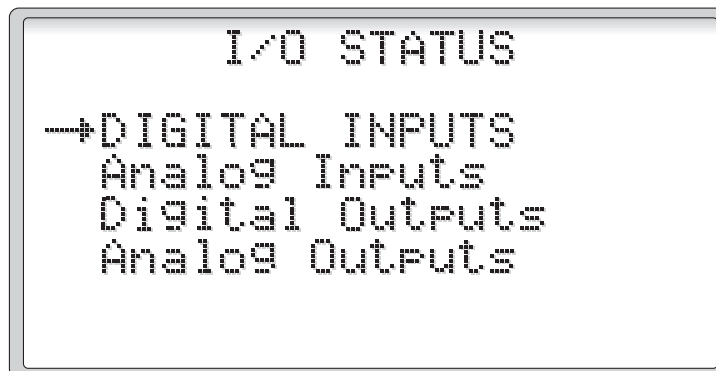 I/O STATUS
→DIGITAL INPUTS
Analog Inputs
Digital Outputs
Analog Outputs